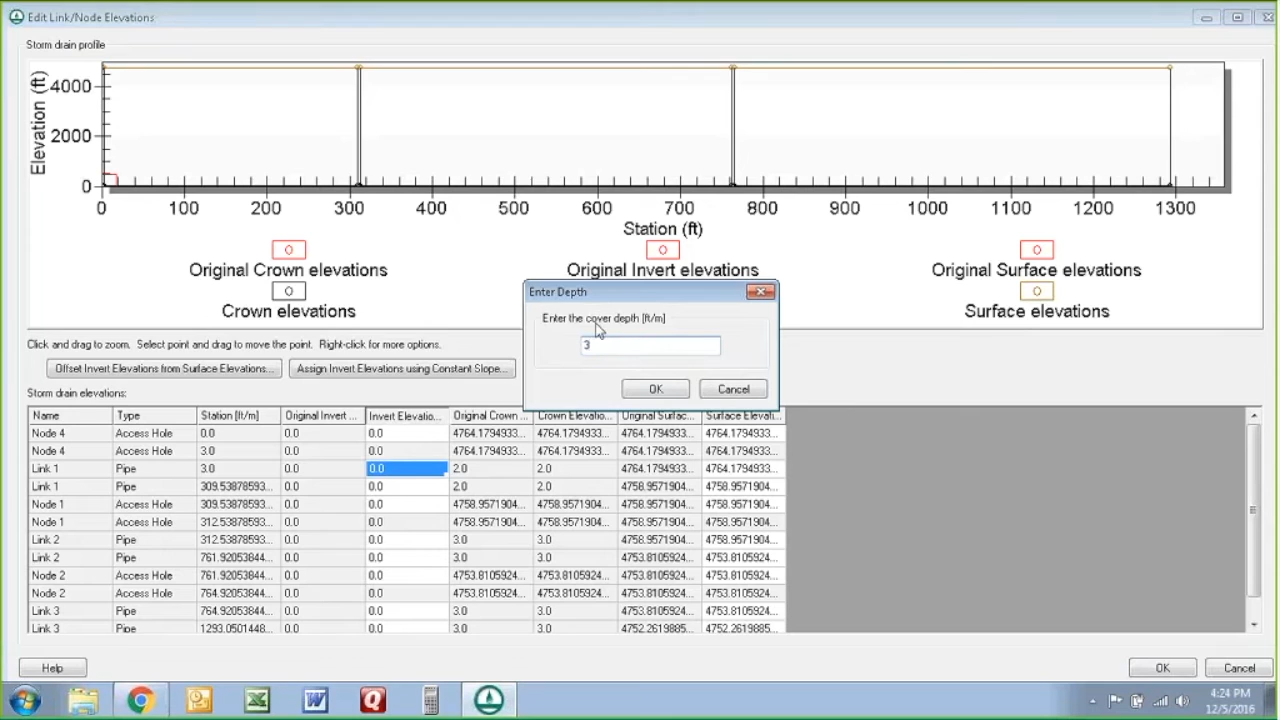 Edit Link/Node Elevations
Storm drain profile
Elevation (ft)
4000
2000
0
0 100 200 300 400 500 600 700 800 900 1000 1100 1200 1300
Station (ft)
Original Crown elevations
Original Invert elevations
Original Surface elevations
Crown elevations
Surface elevations
Enter Depth
Enter the cover depth [ft/m]
3
OK Cancel
Click and drag to zoom. Select point and drag to move the point. Right-click for more options.
Offset Invert Elevations from Surface Elevations... Assign Invert Elevations using Constant Slope...
Storm drain elevations:
Name Type Station [ft/m] Original Invert ... Invert Elevatio... Original Crown ... Crown Elevatio... Original Surfac... Surface Elevati...
Node 4 Access Hole 0.0 0.0 0.0 4764.1794933... 4764.1794933... 4764.1794933... 4764.1794933...
Node 4 Access Hole 3.0 0.0 0.0 4764.1794933... 4764.1794933... 4764.1794933... 4764.1794933...
Link 1 Pipe 3.0 0.0 0.0 2.0 2.0 4764.1794933... 4764.1794933...
Link 1 Pipe 309.53878593... 0.0 0.0 2.0 2.0 4758.9571904... 4758.9571904...
Node 1 Access Hole 309.53878593... 0.0 0.0 4758.9571904... 4758.9571904... 4758.9571904... 4758.9571904...
Node 1 Access Hole 312.53878593... 0.0 0.0 4758.9571904... 4758.9571904... 4758.9571904... 4758.9571904...
Link 2 Pipe 312.53878593... 0.0 0.0 3.0 3.0 4758.9571904... 4758.9571904...
Link 2 Pipe 761.92053844... 0.0 0.0 3.0 3.0 4753.8105924... 4753.8105924...
Node 2 Access Hole 761.92053844... 0.0 0.0 4753.8105924... 4753.8105924... 4753.8105924... 4753.8105924...
Node 2 Access Hole 764.92053844... 0.0 0.0 4753.8105924... 4753.8105924... 4753.8105924... 4753.8105924...
Link 3 Pipe 764.92053844... 0.0 0.0 3.0 3.0 4753.8105924... 4753.8105924...
Link 3 Pipe 1293.0501448... 0.0 0.0 3.0 3.0 4752.2619885... 4752.2619885...
Help OK Cancel
4:24 PM
12/5/2016